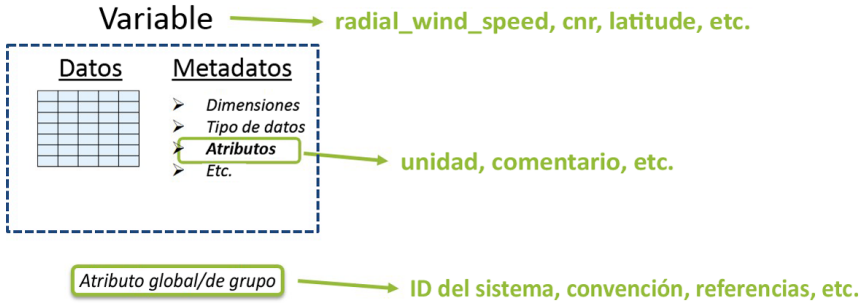 Variable
radial_wind_speed, cnr, latitude, etc.
Datos
Metadatos
Dimensiones
Tipo de datos
Atributos
Etc.
unidad, comentario, etc.
Atributo global/de grupo
ID del sistema, convención, referencias, etc.